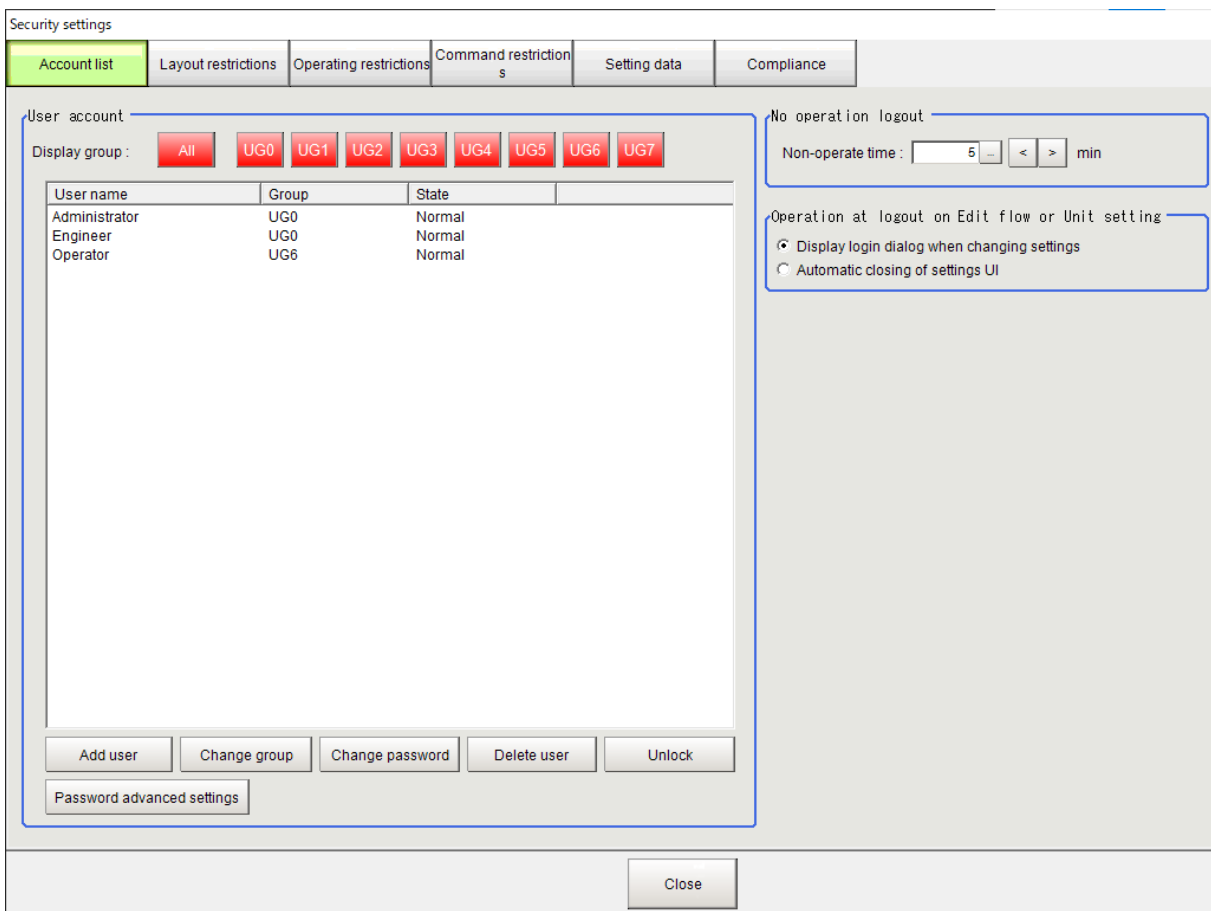 Security settings
Account list
Layout restrictions
Operating restrictions
Command restriction
s
Setting data
Compliance
User account
Display group :
All
UG0
UG1
UG2
UG3
UG4
UG5
UG6
UG7
User name Group State
Administrator UG0 Normal
Engineer UG0 Normal
Operator UG6 Normal
Add user
Change group
Change password
Delete user
Unlock
Password advanced settings
No operation logout
Non-operate time : 5 ... < > min
Operation at logout on Edit flow or Unit setting
Display login dialog when changing settings
Automatic closing of settings UI
Close